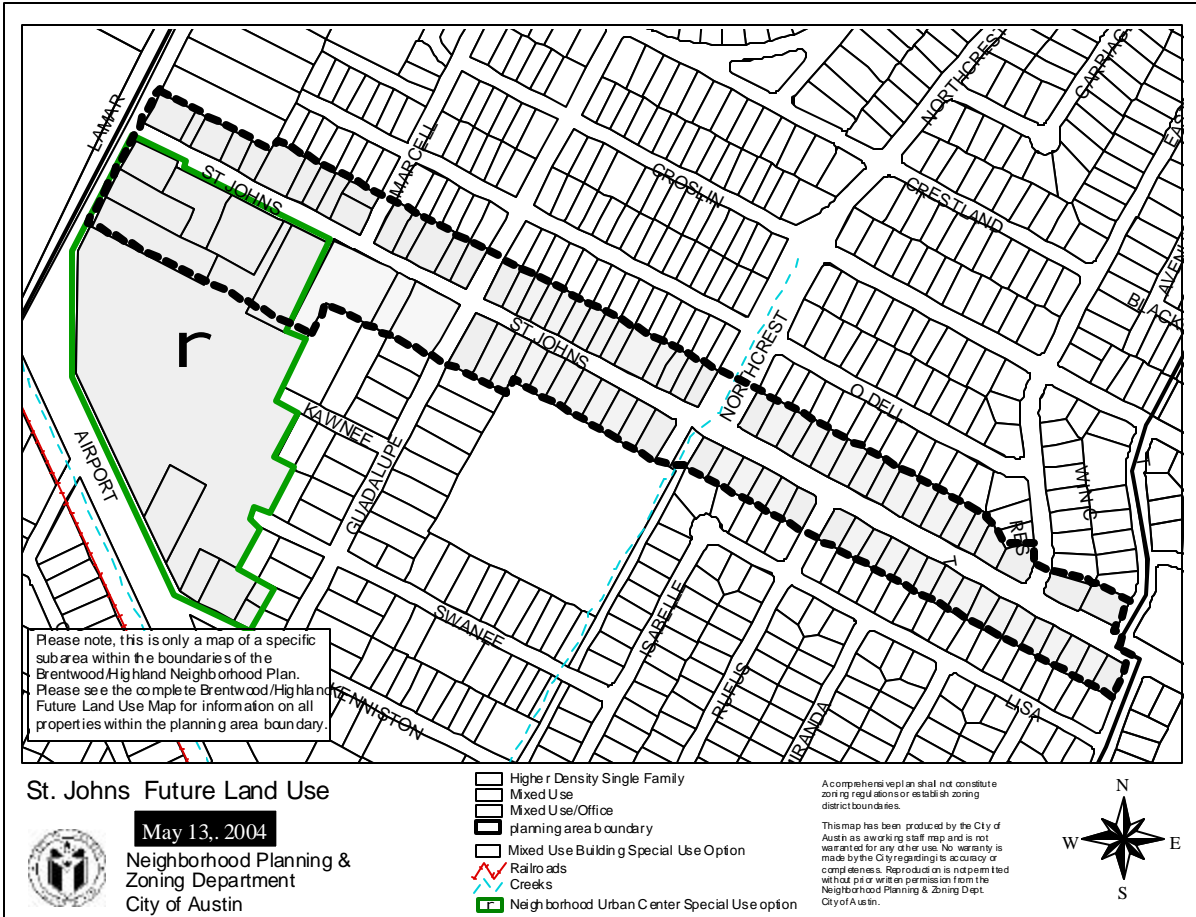 LAMAR
MARCELL
ST JOHNS
CROSLIN
NORTHCREST
CARRIAG
CRESTLAND
EAS
AVENU
BLACK
r
ST JOHNS
NORTHCREST
O DELL
KAWNEE
GUADALUPE
AIRPORT
WIN C
RES
T
SWANEE
ISABELLE
RUFUS
MIRANDA
LISA
KENNISTON
Please note, this is only a map of a specific
subarea within the boundaries of the
Brentwood/Highland Neighborhood Plan.
Please see the complete Brentwood/Highland
Future Land Use Map for information on all
properties within the planning area boundary.
St. Johns Future Land Use
May 13,. 2004
Neighborhood Planning &
Zoning Department
City of Austin
Higher Density Single Family
Mixed Use
Mixed Use/Office
planning area boundary
Mixed Use Building Special Use Option
Railroads
Creeks
r Neighborhood Urban Center Special Use option
A comprehensive plan shall not constitute
zoning regulations or establish zoning
district boundaries.
This map has been produced by the City of
Austin as a working staff map and is not
warranted for any other use. No warranty is
made by the City regarding its accuracy or
completeness. Reproduction is not permitted
without prior written permission from the
Neighborhood Planning & Zoning Dept.
City of Austin.
N
W
E
S